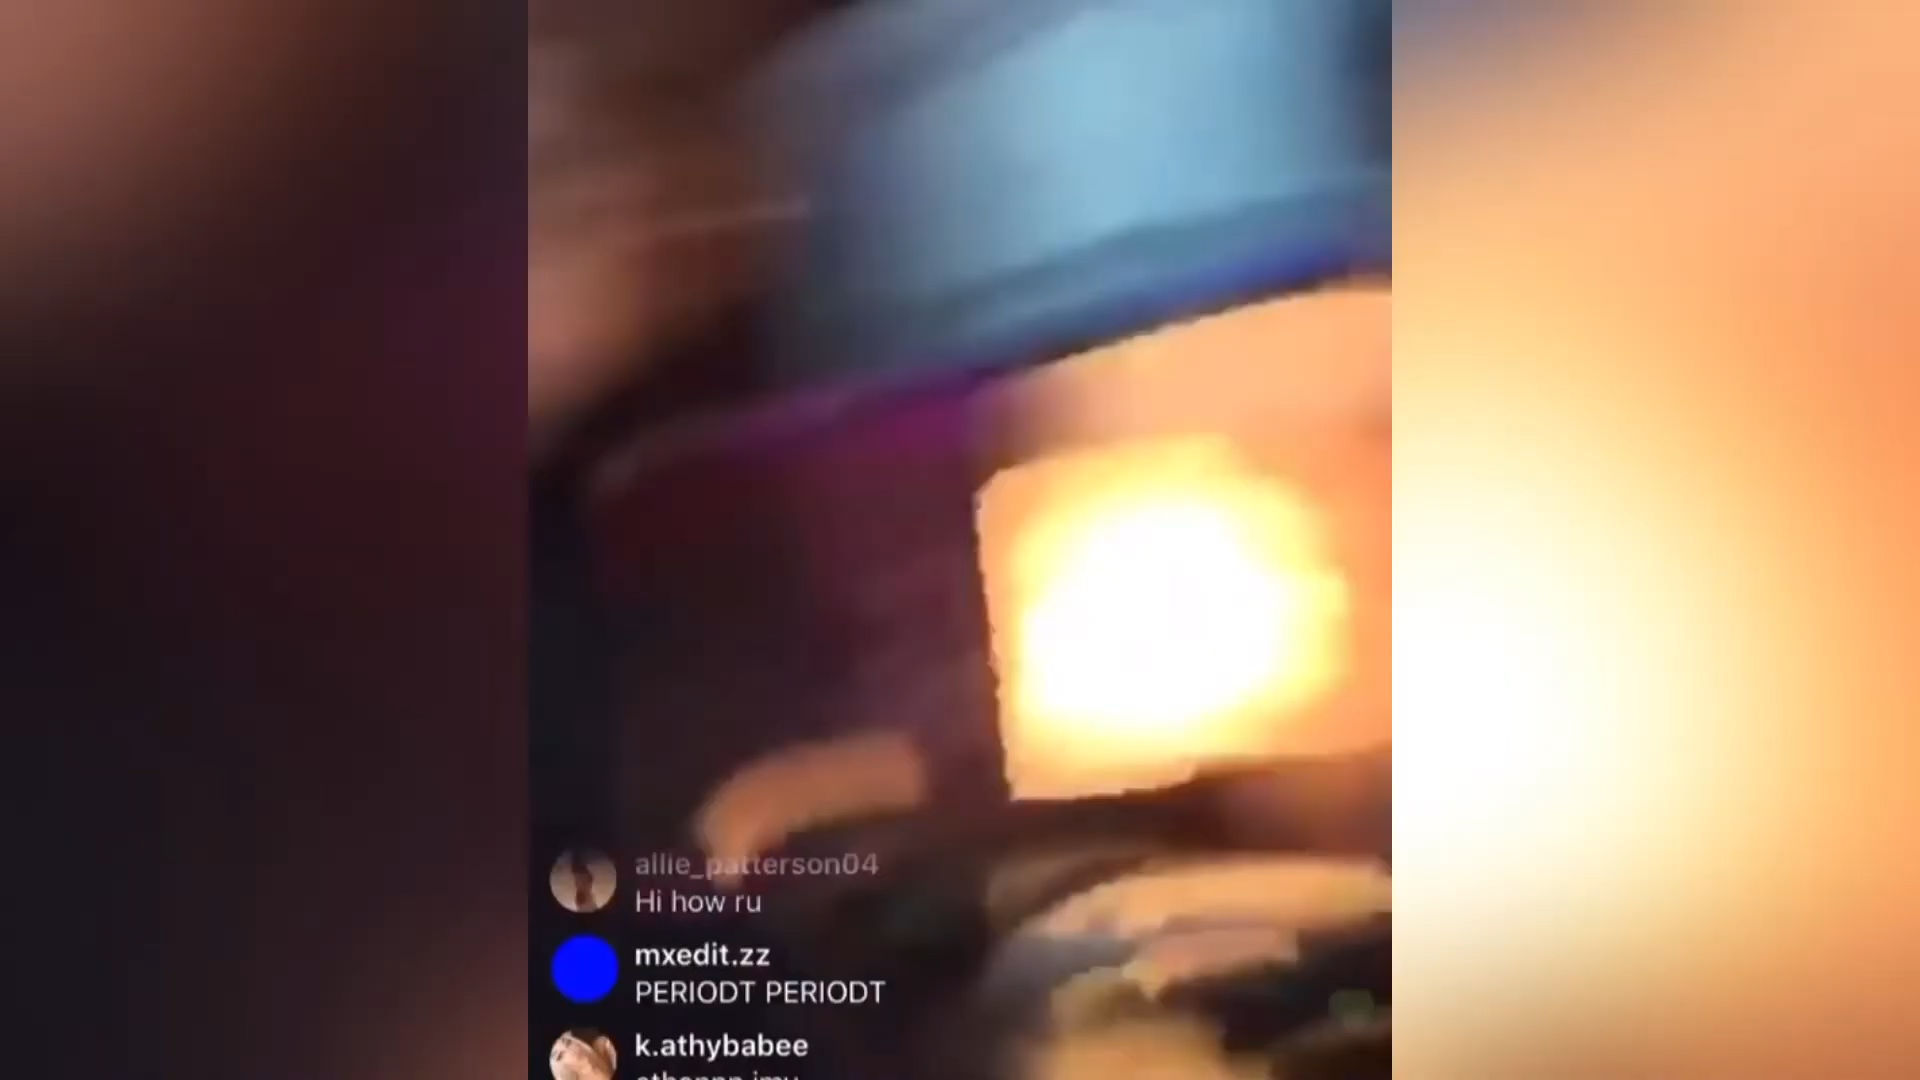 allie_patterson04
Hi how ru
mxedit.zz
PERIODT PERIODT
k.athybabee